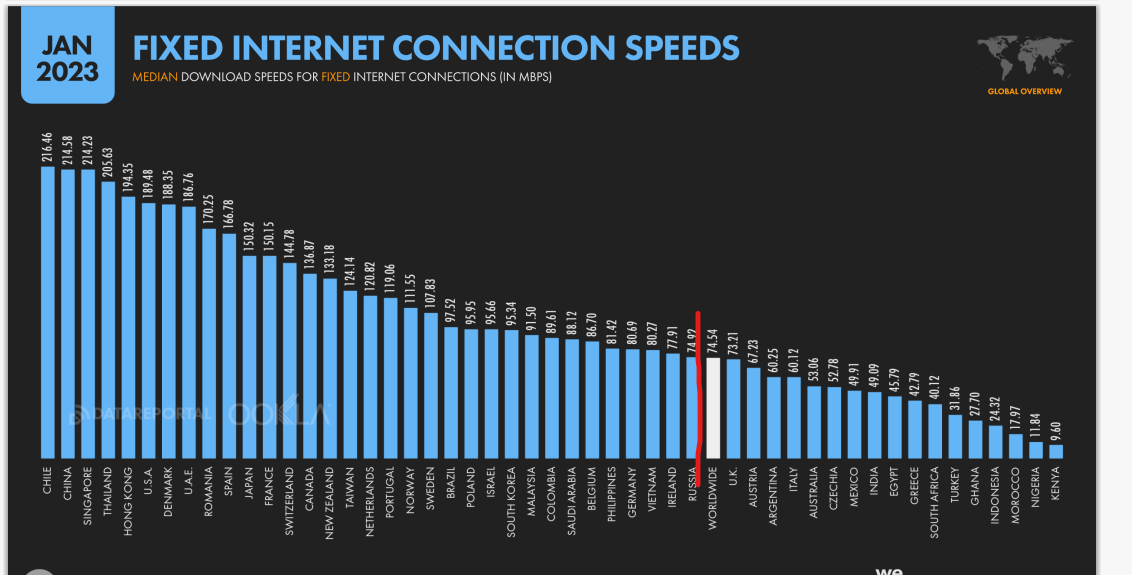 JAN
2023
FIXED INTERNET CONNECTION SPEEDS
MEDIAN DOWNLOAD SPEEDS FOR FIXED INTERNET CONNECTIONS (IN MBPS)
GLOBAL OVERVIEW
216.46 214.58 214.23 205.63 194.35 189.48 188.35 186.76 170.25 166.78 150.32 150.15 144.78 136.87 133.18 124.14 120.82 119.06 111.55 107.83 97.52 95.95 95.66 95.34 91.50 89.61 88.12 86.70 81.42 80.69 80.27 77.91 74.92 74.54 73.21 67.23 60.25 60.12 53.06 52.78 49.91 49.09 45.79 42.79 40.12 31.86 27.70 24.32 17.97 11.84 9.60
DATAREPORTAL OOKLA
CHILE CHINA SINGAPORE THAILAND HONG KONG U.S.A. DENMARK U.A.E. ROMANIA SPAIN JAPAN FRANCE SWITZERLAND CANADA NEW ZEALAND TAIWAN NETHERLANDS PORTUGAL NORWAY SWEDEN BRAZIL POLAND ISRAEL SOUTH KOREA MALAYSIA COLOMBIA SAUDI ARABIA BELGIUM PHILIPPINES GERMANY VIETNAM IRELAND RUSSIA WORLDWIDE U.K. AUSTRIA ARGENTINA ITALY AUSTRALIA CZECHIA MEXICO INDIA EGYPT GREECE SOUTH AFRICA TURKEY GHANA INDONESIA MOROCCO NIGERIA KENYA
we